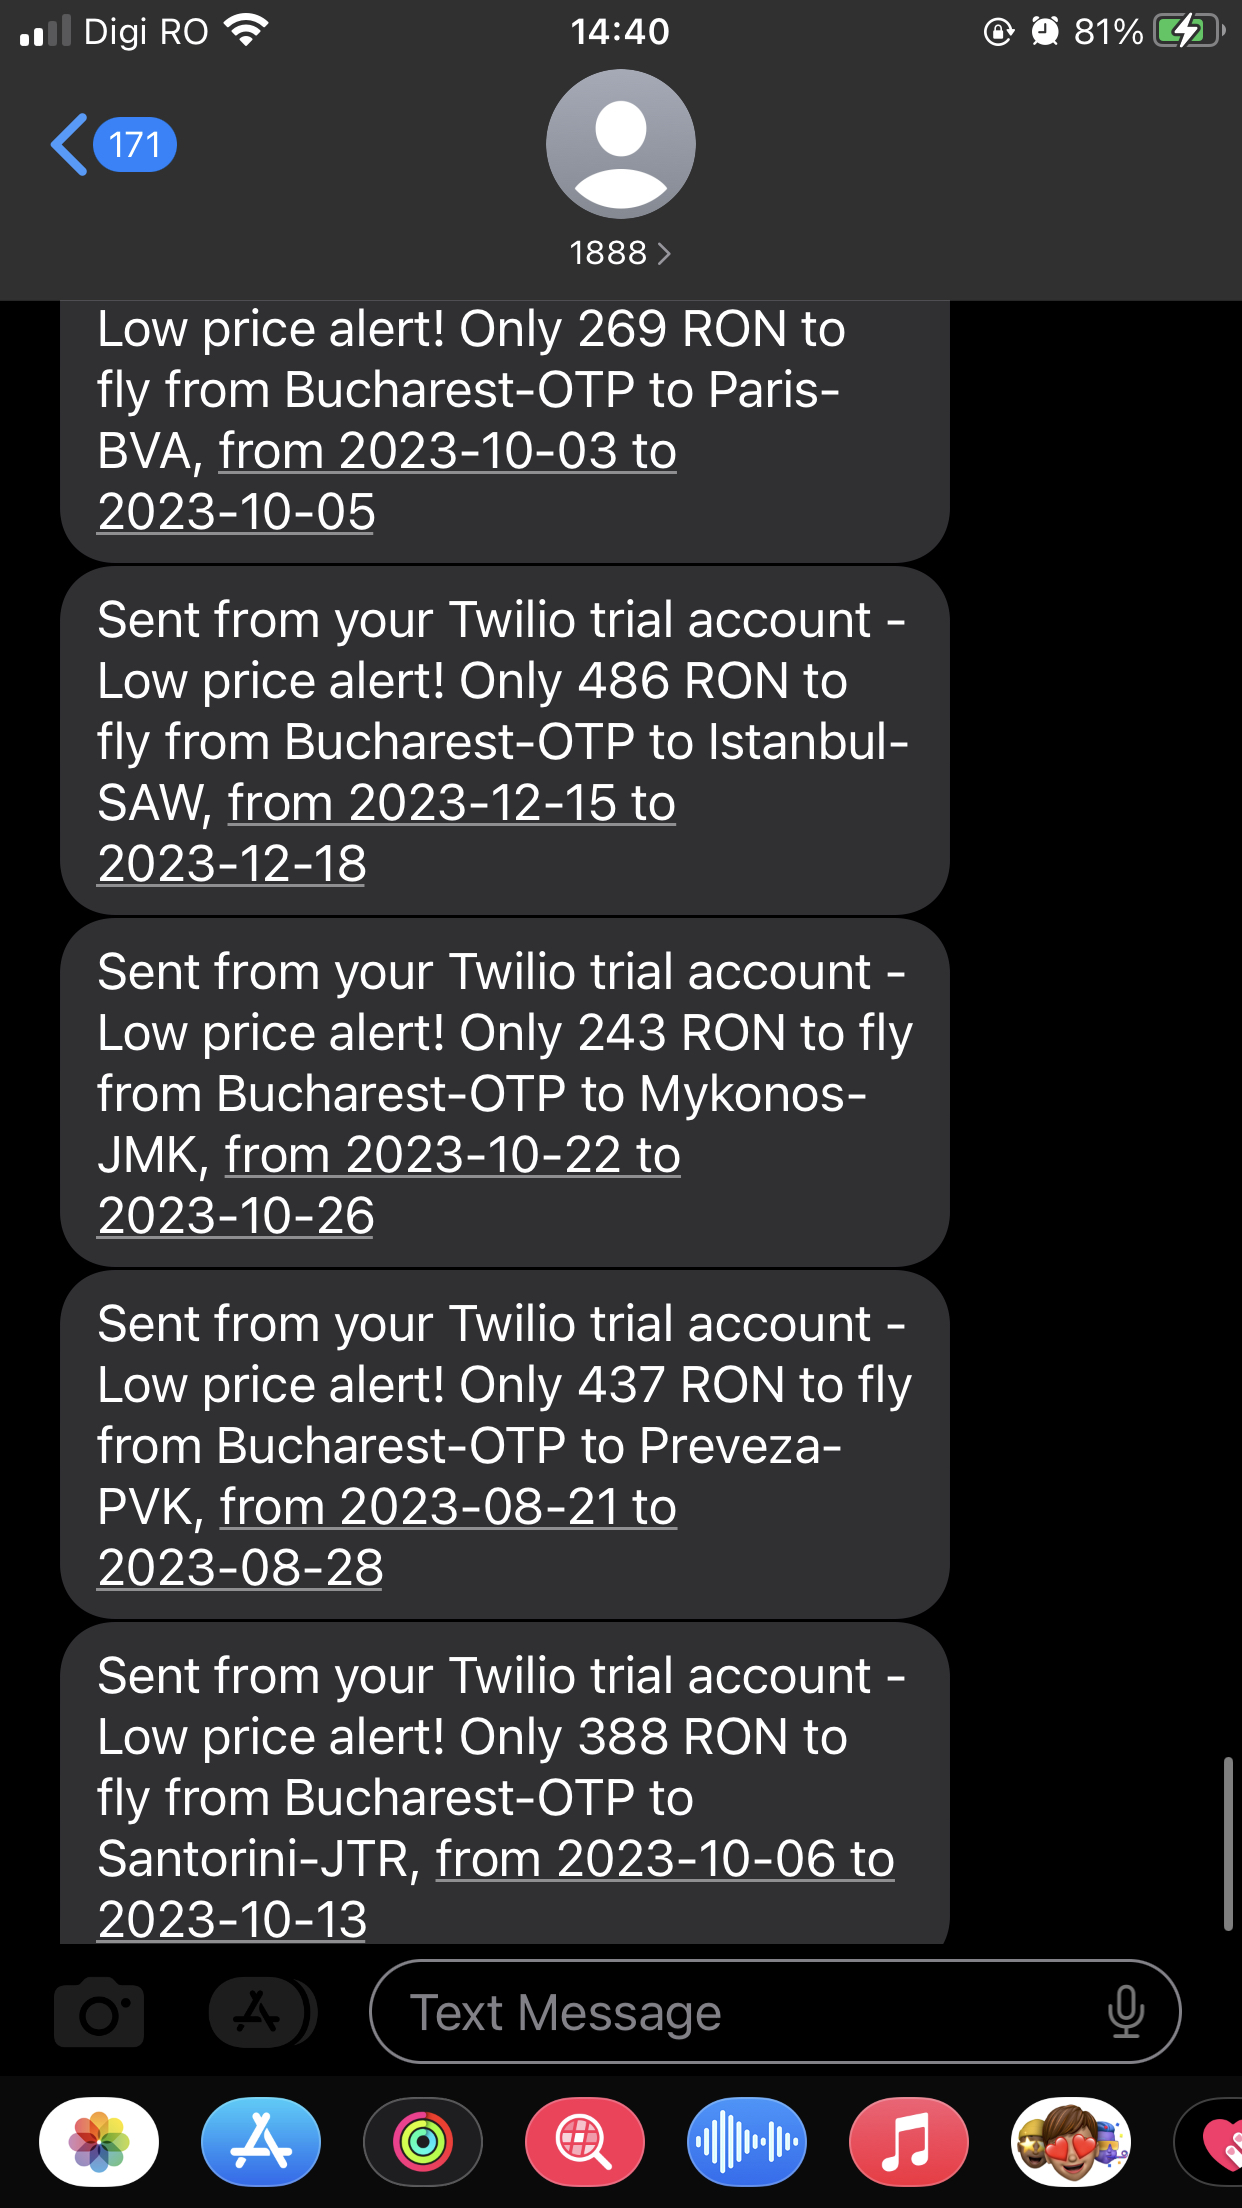 Digi RO
14:40
81%
171
1888
Low price alert! Only 269 RON to
fly from Bucharest-OTP to Paris-
BVA, from 2023-10-03 to
2023-10-05
Sent from your Twilio trial account -
Low price alert! Only 486 RON to
fly from Bucharest-OTP to Istanbul-
SAW, from 2023-12-15 to
2023-12-18
Sent from your Twilio trial account -
Low price alert! Only 243 RON to fly
from Bucharest-OTP to Mykonos-
JMK, from 2023-10-22 to
2023-10-26
Sent from your Twilio trial account -
Low price alert! Only 437 RON to fly
from Bucharest-OTP to Preveza-
PVK, from 2023-08-21 to
2023-08-28
Sent from your Twilio trial account -
Low price alert! Only 388 RON to
fly from Bucharest-OTP to
Santorini-JTR, from 2023-10-06 to
2023-10-13
Text Message